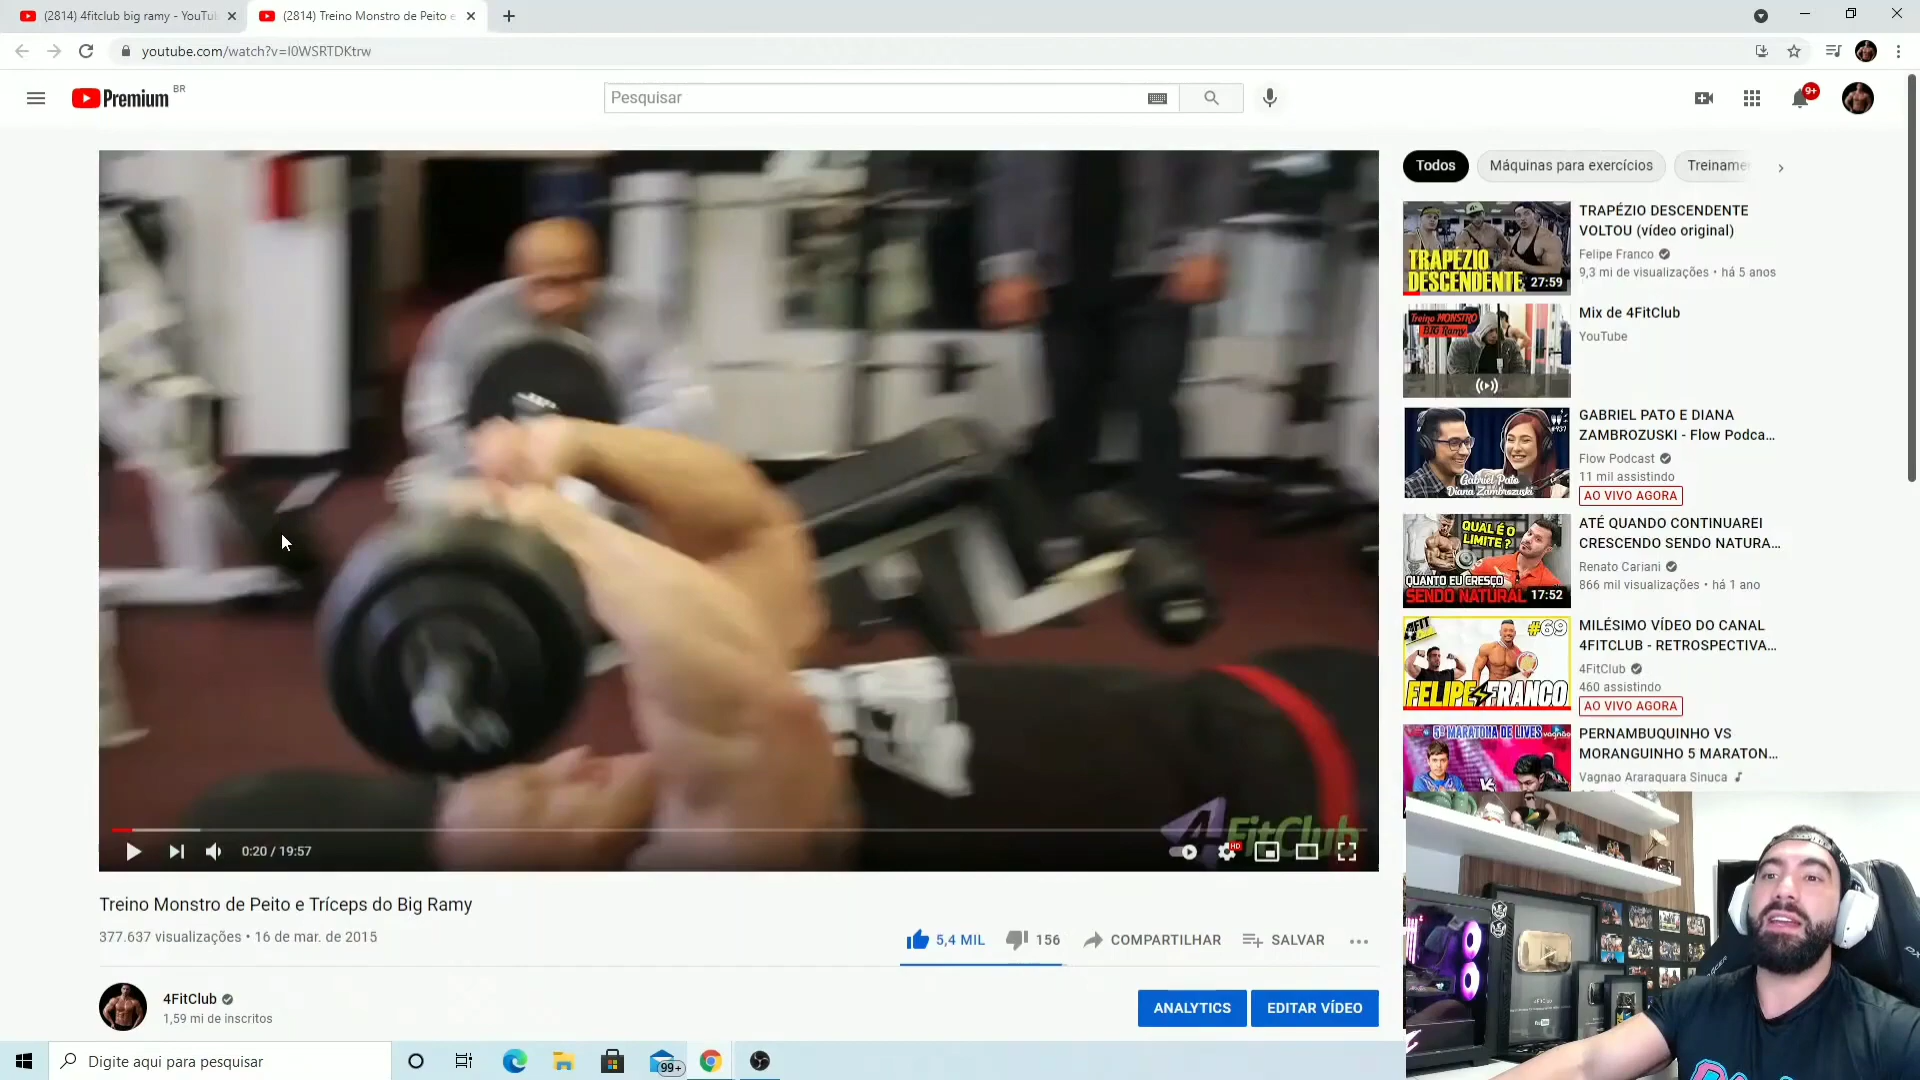 (2814) 4fitclub big ramy - YouTu
(2814) Treino Monstro de Peito e
youtube.com/watch?v=I0WSRTDKtrw
Premium BR
Pesquisar
9+
Todos
Máquinas para exercícios
Treiname
TRAPÉZIO DESCENDENTE
27:59
TRAPÉZIO DESCENDENTE
VOLTOU (vídeo original)
Felipe Franco
9,3 mi de visualizações • há 5 anos
Treino MONSTRO
BIG Ramy
Mix de 4FitClub
YouTube
#437
Gabriel Pato
Diana Zambrozuski
GABRIEL PATO E DIANA
ZAMBROZUSKI - Flow Podca...
Flow Podcast
11 mil assistindo
AO VIVO AGORA
QUAL É O
LIMITE?
QUANTO EU CRESÇO
SENDO NATURAL
17:52
ATÉ QUANDO CONTINUAREI
CRESCENDO SENDO NATURA...
Renato Cariani
866 mil visualizações • há 1 ano
4FIT
#69
FELIPE FRANCO
MILÉSIMO VÍDEO DO CANAL
4FITCLUB - RETROSPECTIVA...
4FitClub
460 assistindo
AO VIVO AGORA
5ª MARATONA DE LIVES
VS
PERNAMBUQUINHO VS
MORANGUINHO 5 MARATON...
Vagnao Araraquara Sinuca
4FitClub
0:20 / 19:57
HD
Treino Monstro de Peito e Tríceps do Big Ramy
377.637 visualizações • 16 de mar. de 2015
5,4 MIL
156
COMPARTILHAR
SALVAR
4FitClub
1,59 mi de inscritos
ANALYTICS
EDITAR VÍDEO
Digite aqui para pesquisar
99+